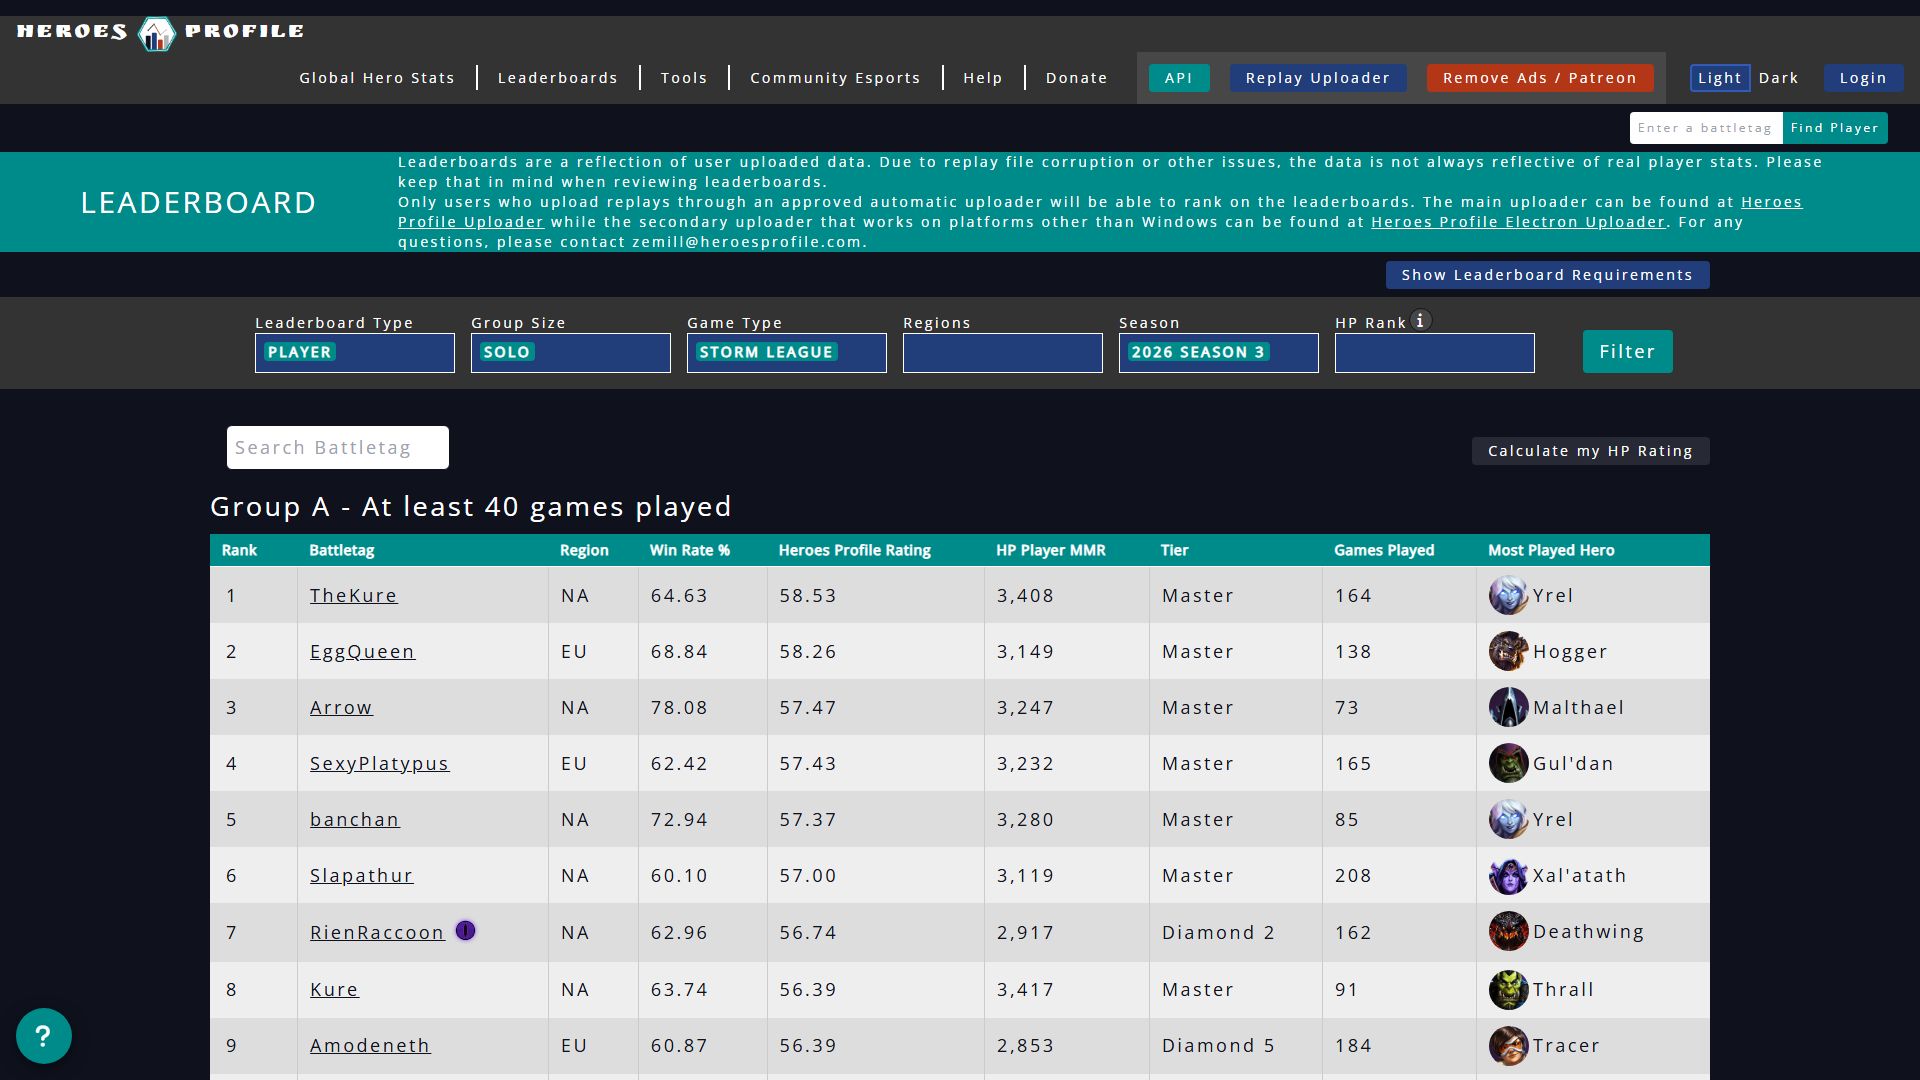 HEROES PROFILE
Global Hero Stats
Leaderboards
Tools
Community Esports
Help
Donate
API
Replay Uploader
Remove Ads / Patreon
Light
Dark
Login
Enter a battletag
Find Player
LEADERBOARD
Leaderboards are a reflection of user uploaded data. Due to replay file corruption or other issues, the data is not always reflective of real player stats. Please
keep that in mind when reviewing leaderboards.
Only users who upload replays through an approved automatic uploader will be able to rank on the leaderboards. The main uploader can be found at Heroes
Profile Uploader while the secondary uploader that works on platforms other than Windows can be found at Heroes Profile Electron Uploader. For any
questions, please contact zemill@heroesprofile.com.
Show Leaderboard Requirements
Leaderboard Type
Group Size
Game Type
Regions
Season
HP Rank i
PLAYER
SOLO
STORM LEAGUE
2026 SEASON 3
Filter
Search Battletag
Calculate my HP Rating
Group A - At least 40 games played
Rank Battletag Region Win Rate % Heroes Profile Rating HP Player MMR Tier Games Played Most Played Hero
1 TheKure NA 64.63 58.53 3,408 Master 164 Yrel
2 EggQueen EU 68.84 58.26 3,149 Master 138 Hogger
3 Arrow NA 78.08 57.47 3,247 Master 73 Malthael
4 SexyPlatypus EU 62.42 57.43 3,232 Master 165 Gul'dan
5 banchan NA 72.94 57.37 3,280 Master 85 Yrel
6 Slapathur NA 60.10 57.00 3,119 Master 208 Xal'atath
7 RienRaccoon NA 62.96 56.74 2,917 Diamond 2 162 Deathwing
8 Kure NA 63.74 56.39 3,417 Master 91 Thrall
9 Amodeneth EU 60.87 56.39 2,853 Diamond 5 184 Tracer
?